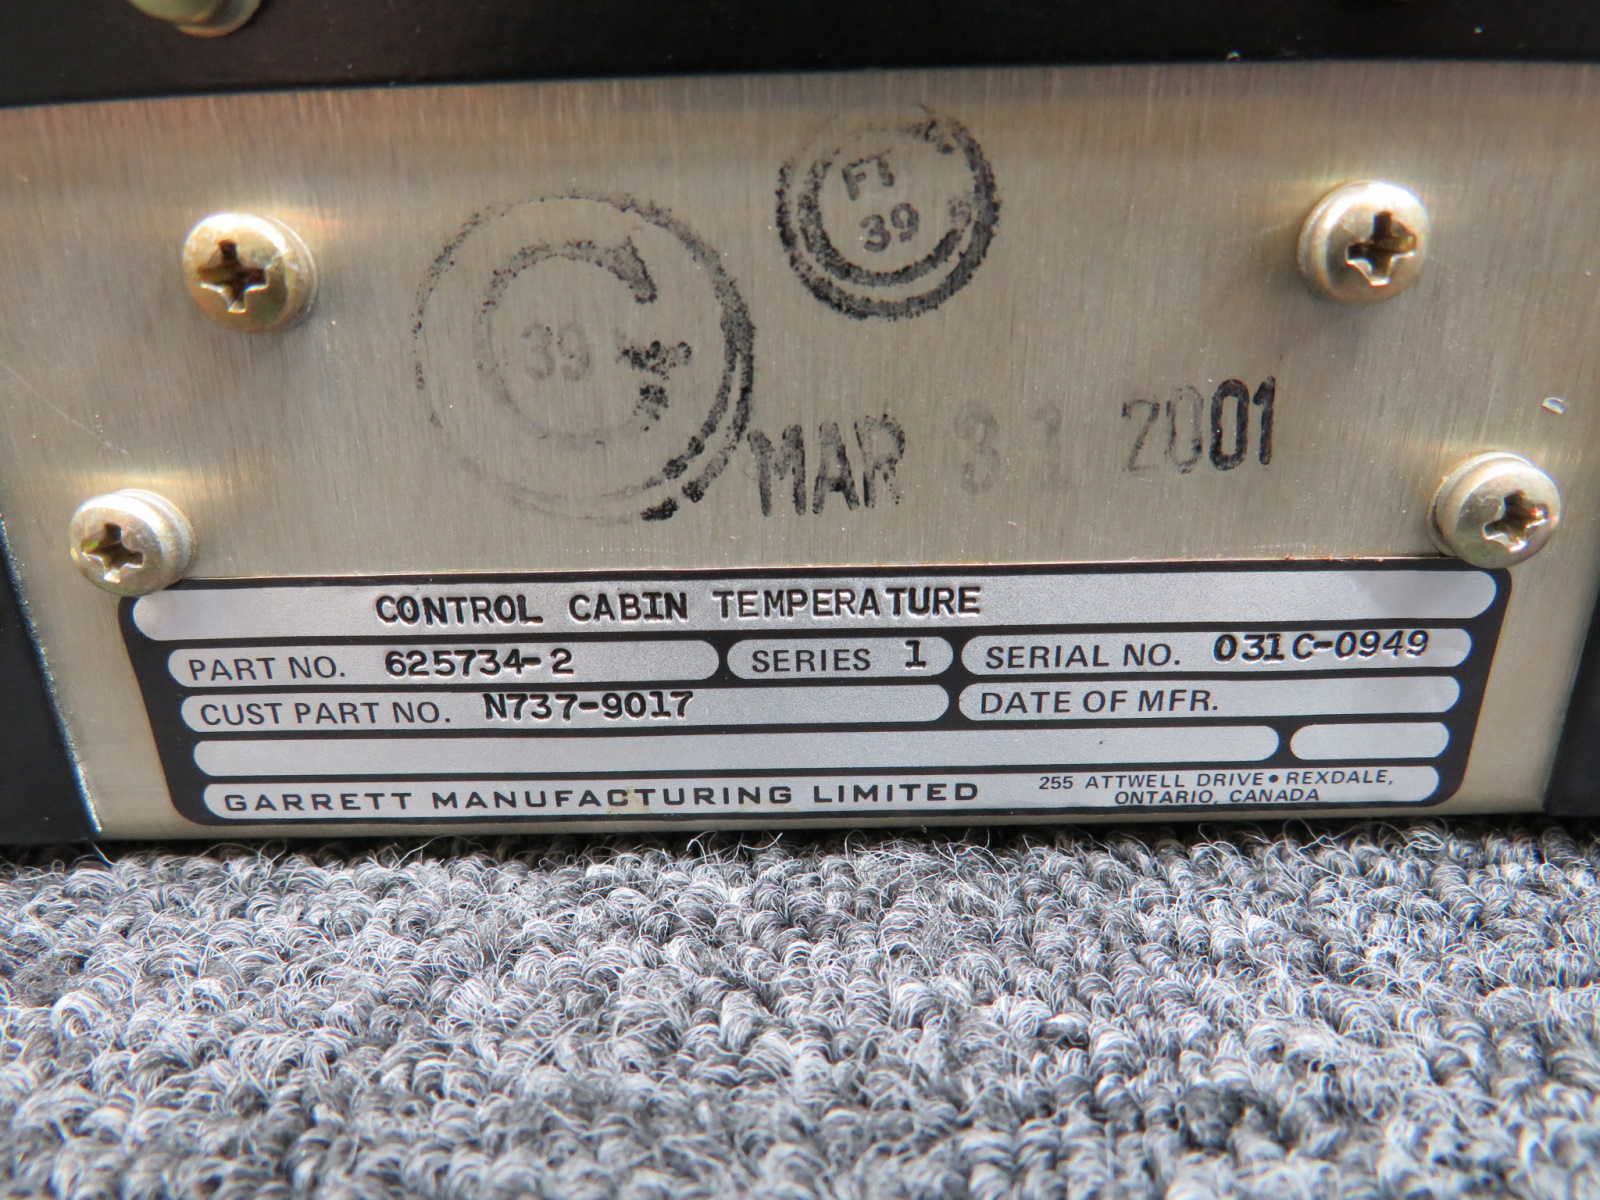 FT
39
G
39
MAR 31 2001
CONTROL CABIN TEMPERATURE
PART NO. 625734-2 SERIES 1 SERIAL NO. 031C-0949
CUST PART NO. N737-9017 DATE OF MFR.
GARRETT MANUFACTURING LIMITED 255 ATTWELL DRIVE • REXDALE,
ONTARIO, CANADA